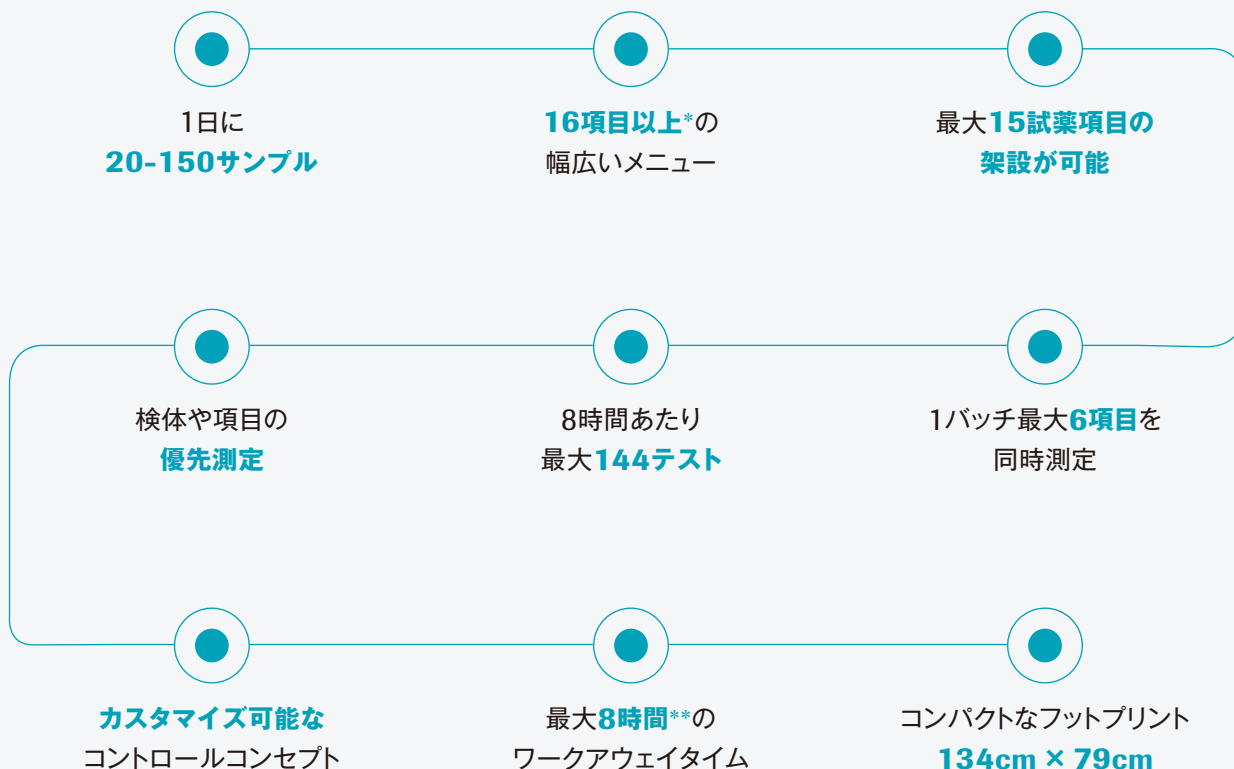 1日に
20-150サンプル
16項目以上*の
幅広いメニュー
最大15試薬項目の
架設が可能
検体や項目の
優先測定
8時間あたり
最大144テスト
1バッチ最大6項目を
同時測定
カスタマイズ可能な
コントロールコンセプト
最大8時間**の
ワークアウェイタイム
コンパクトなフットプリント
134cm × 79cm